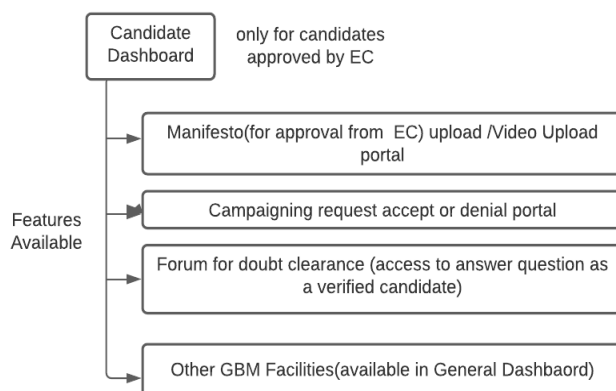 Candidate
Dashboard
only for candidates
approved by EC
Manifesto(for approval from  EC) upload /Video Upload
portal
Campaigning request accept or denial portal
Features
Available
Forum for doubt clearance (access to answer question as
a verified candidate)
Other GBM Facilities(available in General Dashbaord)